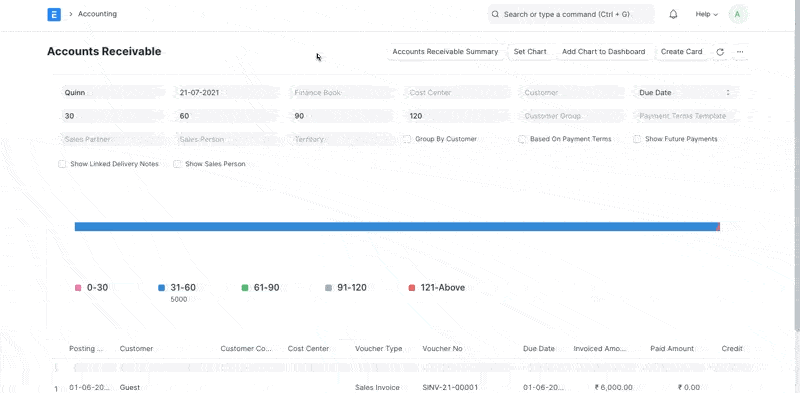 E > Accounting Search or type a command (Ctrl + G) Help A
Accounts Receivable Accounts Receivable Summary Set Chart Add Chart to Dashboard Create Card ...
Quinn 21-07-2021 Finance Book Cost Center Customer Due Date
30 60 90 120 Customer Group Payment Terms Template
Sales Partner Sales Person Territory Group By Customer Based On Payment Terms Show Future Payments
Show Linked Delivery Notes Show Sales Person
0-30 31-60 61-90 91-120 121-Above
5000
Posting ... Customer Customer Co... Cost Center Voucher Type Voucher No Due Date Invoiced Amo... Paid Amount Credit
1 01-06-20... Guest Sales Invoice SINV-21-00001 01-06-20... ₹ 6,000.00 ₹ 0.00